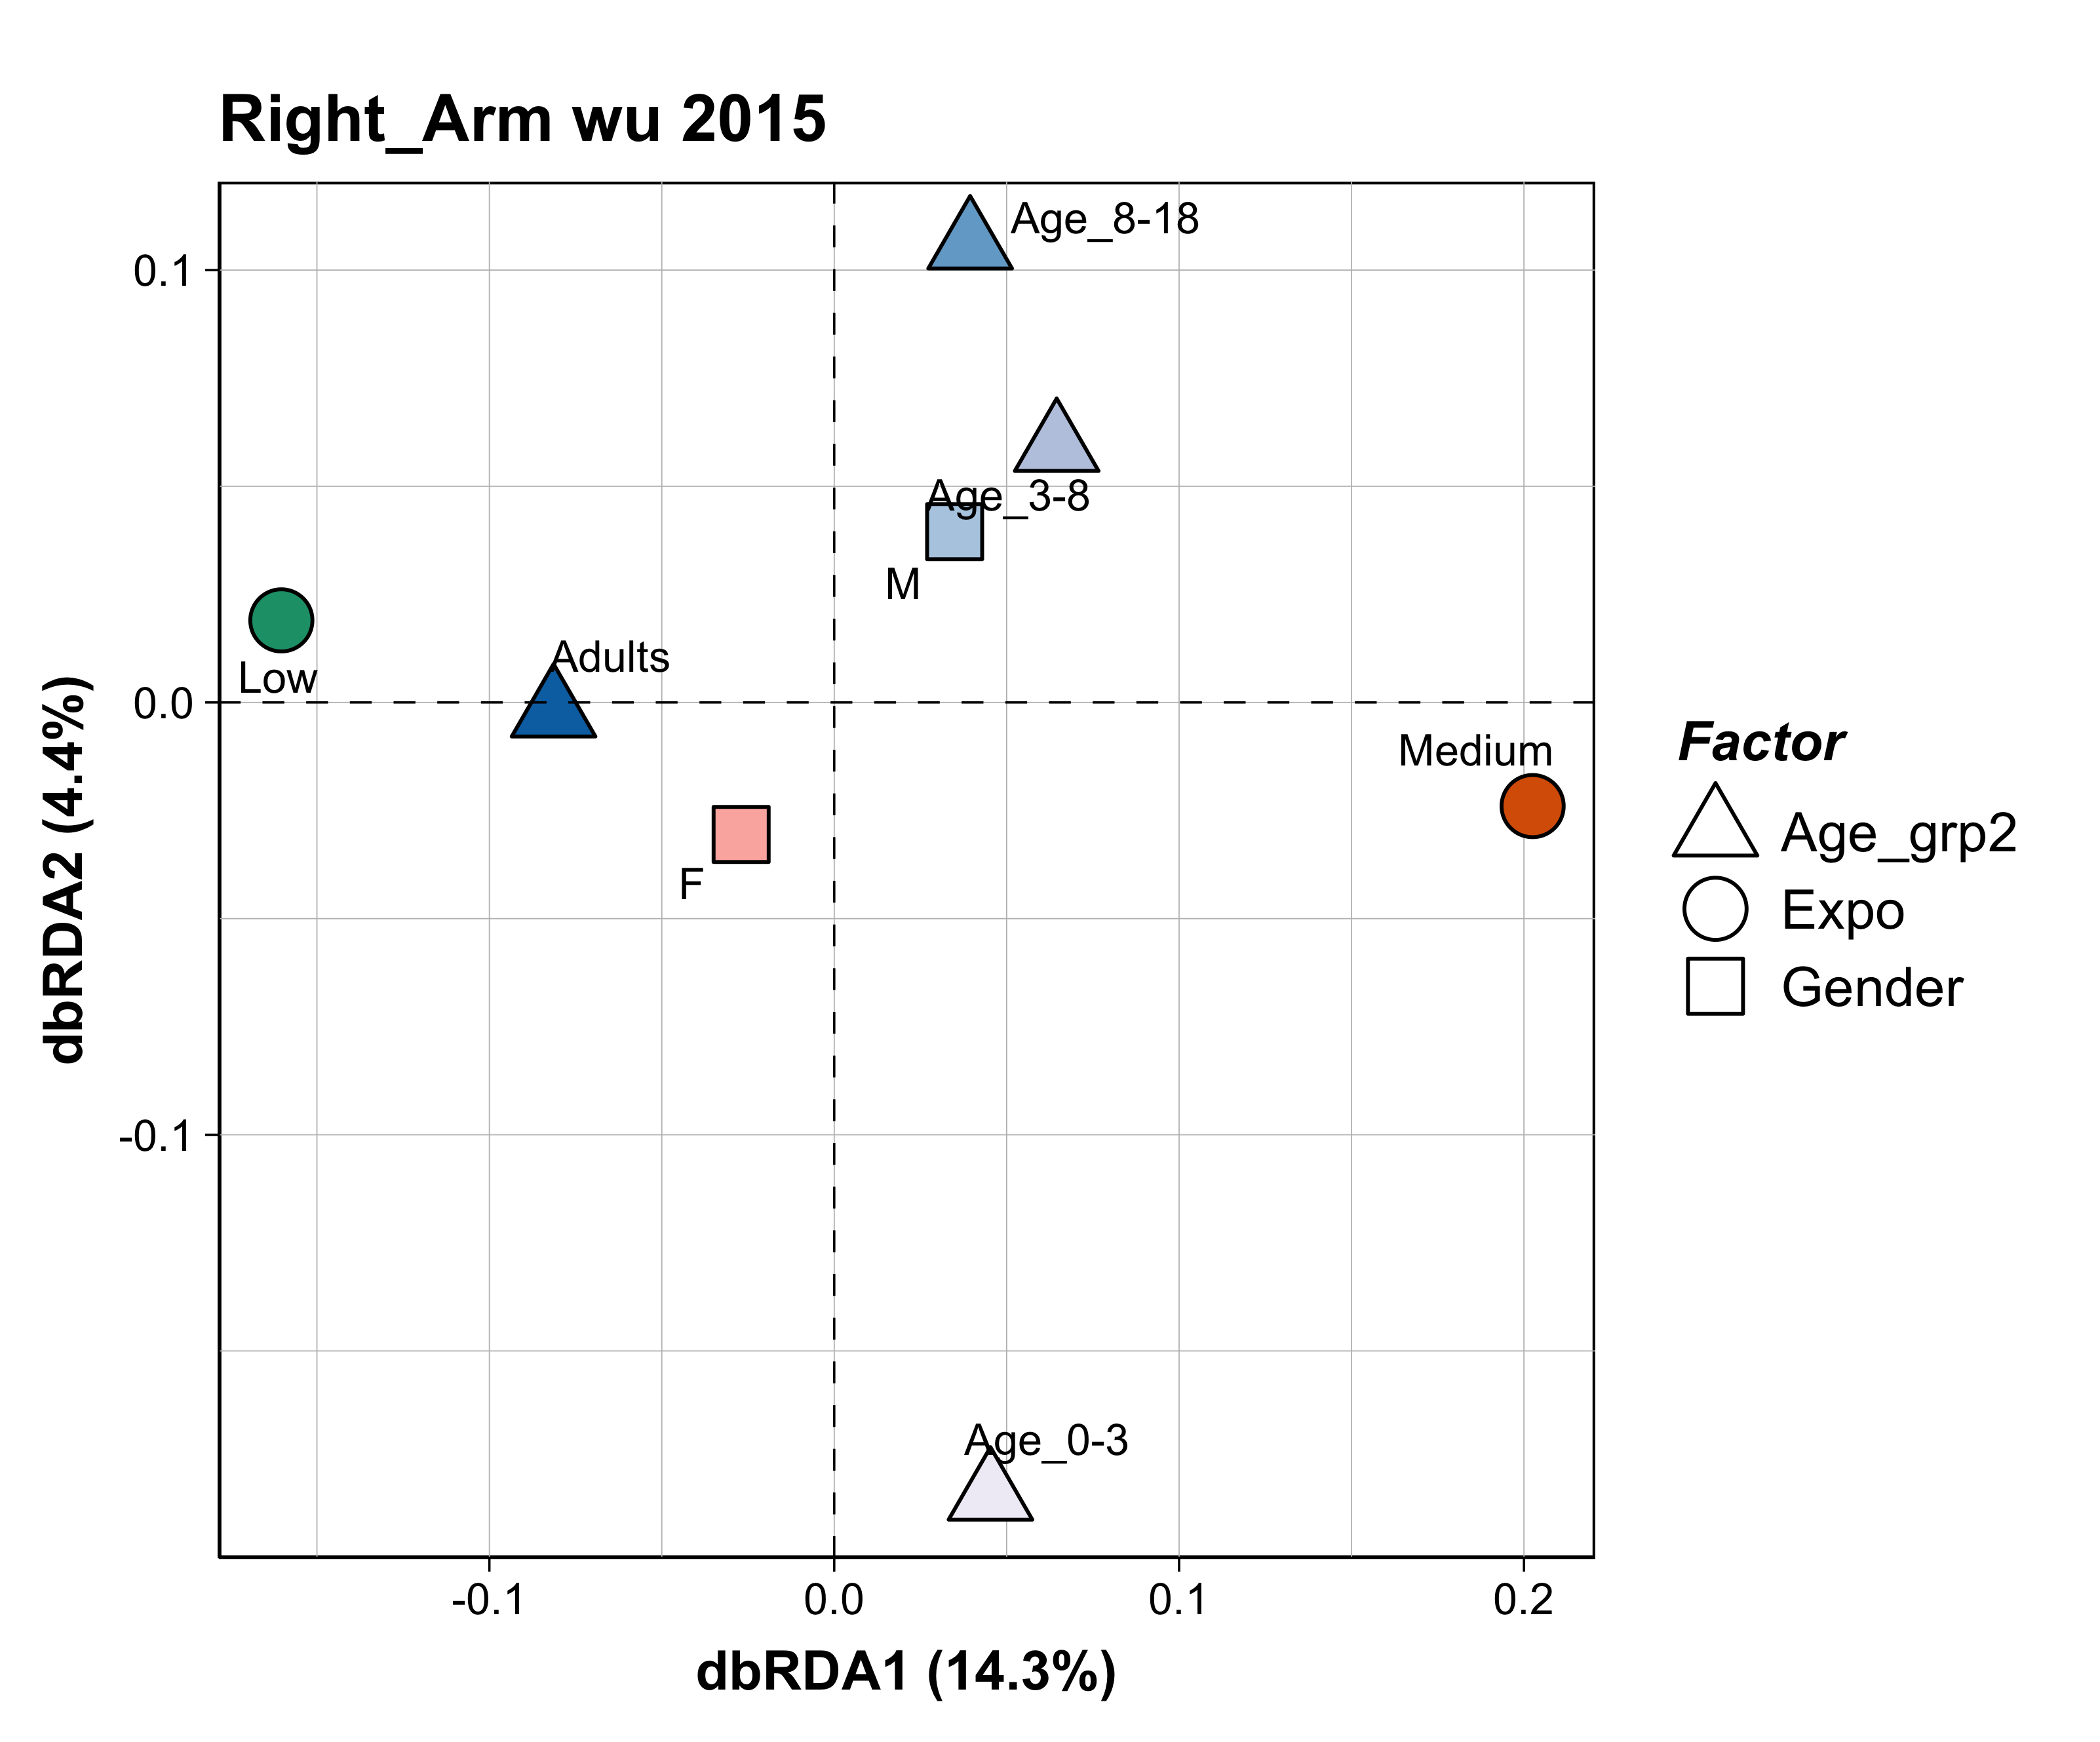 Right_Arm wu 2015
Age_8-18
0.1
Age_3-8
M
Adults
Low
0.0
Medium
F
dbRDA2 (4.4%)
Factor
Age_grp2
Expo
Gender
-0.1
Age_0-3
-0.1
0.0
0.1
0.2
dbRDA1 (14.3%)